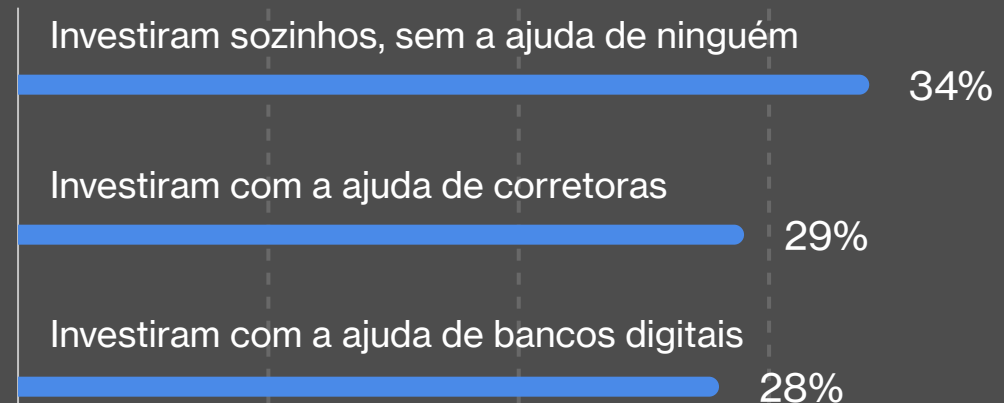 Investiram sozinhos, sem a ajuda de ninguém
34%
Investiram com a ajuda de corretoras
29%
Investiram com a ajuda de bancos digitais
28%